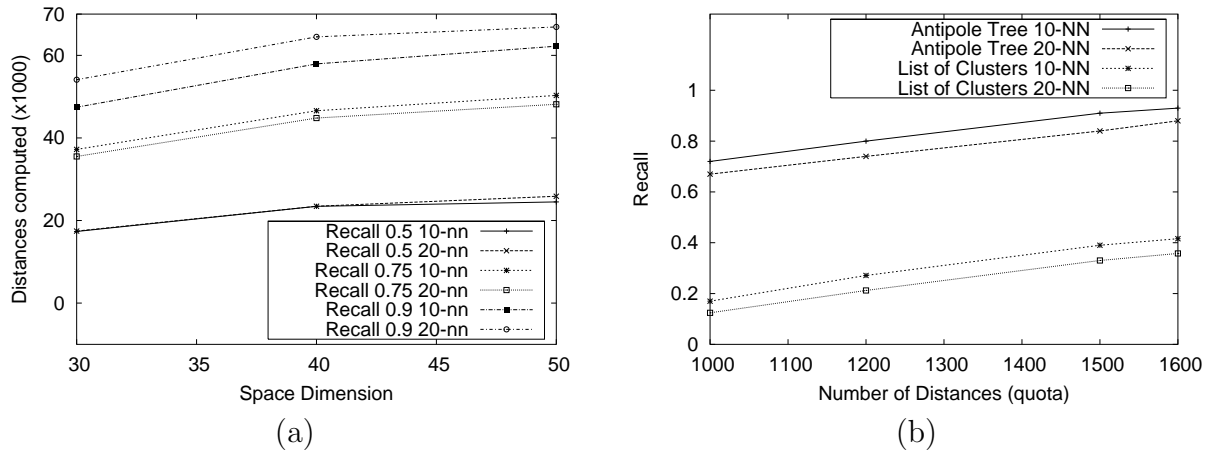 70
60
50
40
30
20
0
Distances computed (x1000)
30
35
40
45
50
Space Dimension
Recall 0.5 10-nn
Recall 0.5 20-nn
Recall 0.75 10-nn
Recall 0.75 20-nn
Recall 0.9 10-nn
Recall 0.9 20-nn
(a)
Antipole Tree 10-NN
Antipole Tree 20-NN
List of Clusters 10-NN
List of Clusters 20-NN
1
0.8
0.6
0.4
0.2
0
Recall
1000
1100
1200
1300
1400
1500
1600
Number of Distances (quota)
(b)